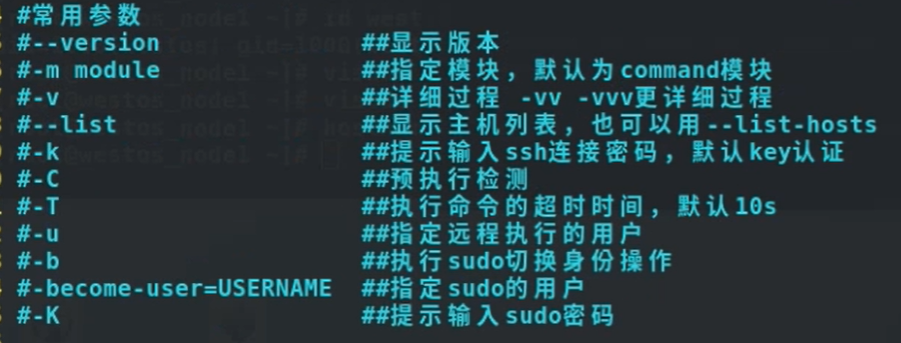 #常用参数
#--version ##显示版本
#-m module ##指定模块，默认为command模块
#-v ##详细过程 -vv -vvv更详细过程
#--list ##显示主机列表，也可以用--list-hosts
#-k ##提示输入ssh连接密码，默认key认证
#-C ##预执行检测
#-T ##执行命令的超时时间，默认10s
#-u ##指定远程执行的用户
#-b ##执行sudo切换身份操作
#-become-user=USERNAME ##指定sudo的用户
#-K ##提示输入sudo密码